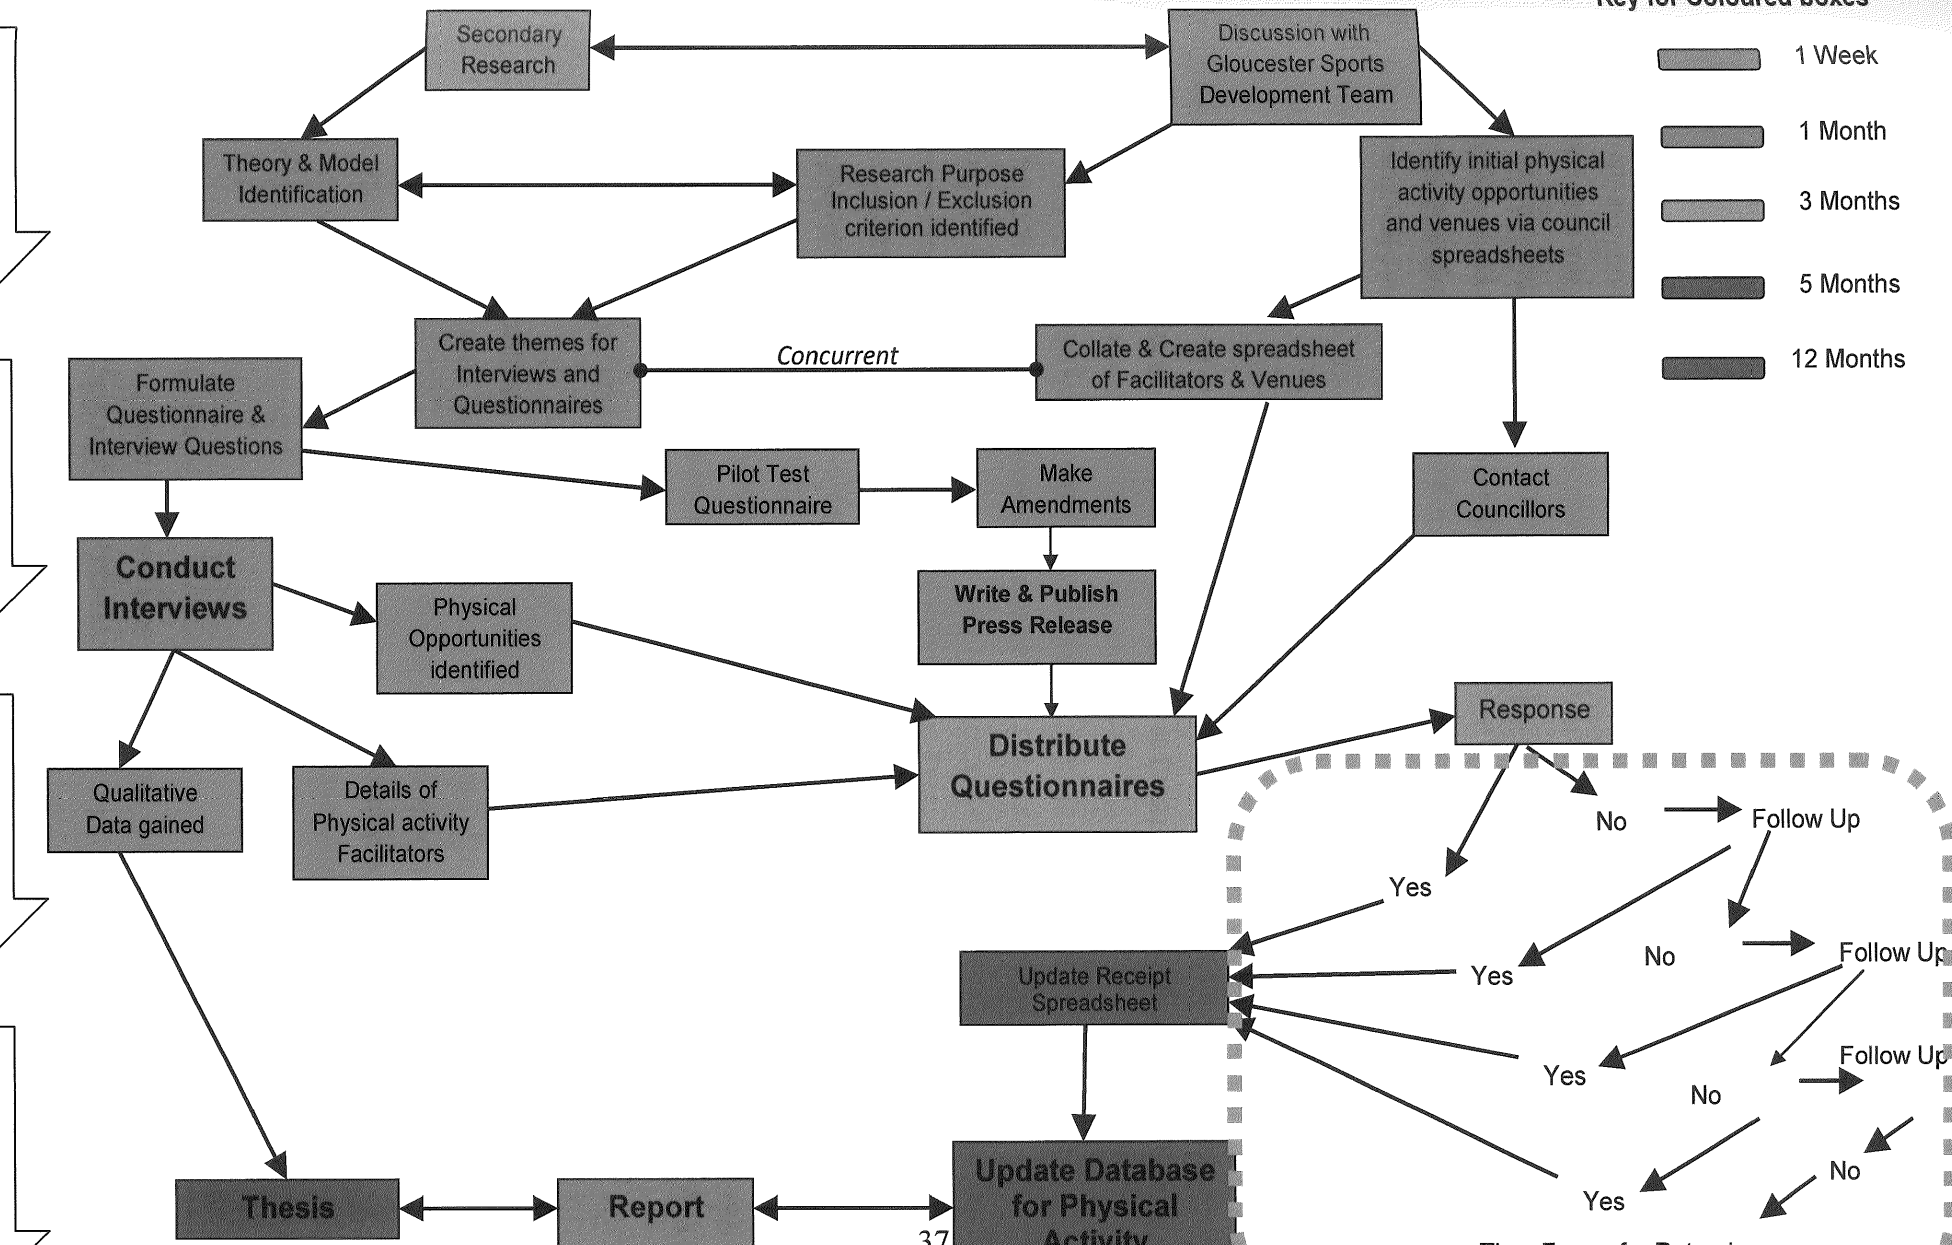 Key for Coloured boxes
Secondary
Research
Discussion with
Gloucester Sports
Development Team
1 Week
1 Month
3 Months
5 Months
12 Months
Theory & Model
Identification
Research Purpose
Inclusion / Exclusion
criterion identified
Identify initial physical
activity opportunities
and venues via council
spreadsheets
Create themes for
Interviews and
Questionnaires
Concurrent
Collate & Create spreadsheet
of Facilitators & Venues
Formulate
Questionnaire &
Interview Questions
Pilot Test
Questionnaire
Make
Amendments
Contact
Councillors
Conduct
Interviews
Physical
Opportunities
identified
Write & Publish
Press Release
Response
Distribute
Questionnaires
Qualitative
Data gained
Details of
Physical activity
Facilitators
No
Follow Up
Yes
No
Follow Up
Yes
Update Receipt
Spreadsheet
Follow Up
Yes
No
No
Yes
Thesis
Report
Update Database
for Physical
Activity
37